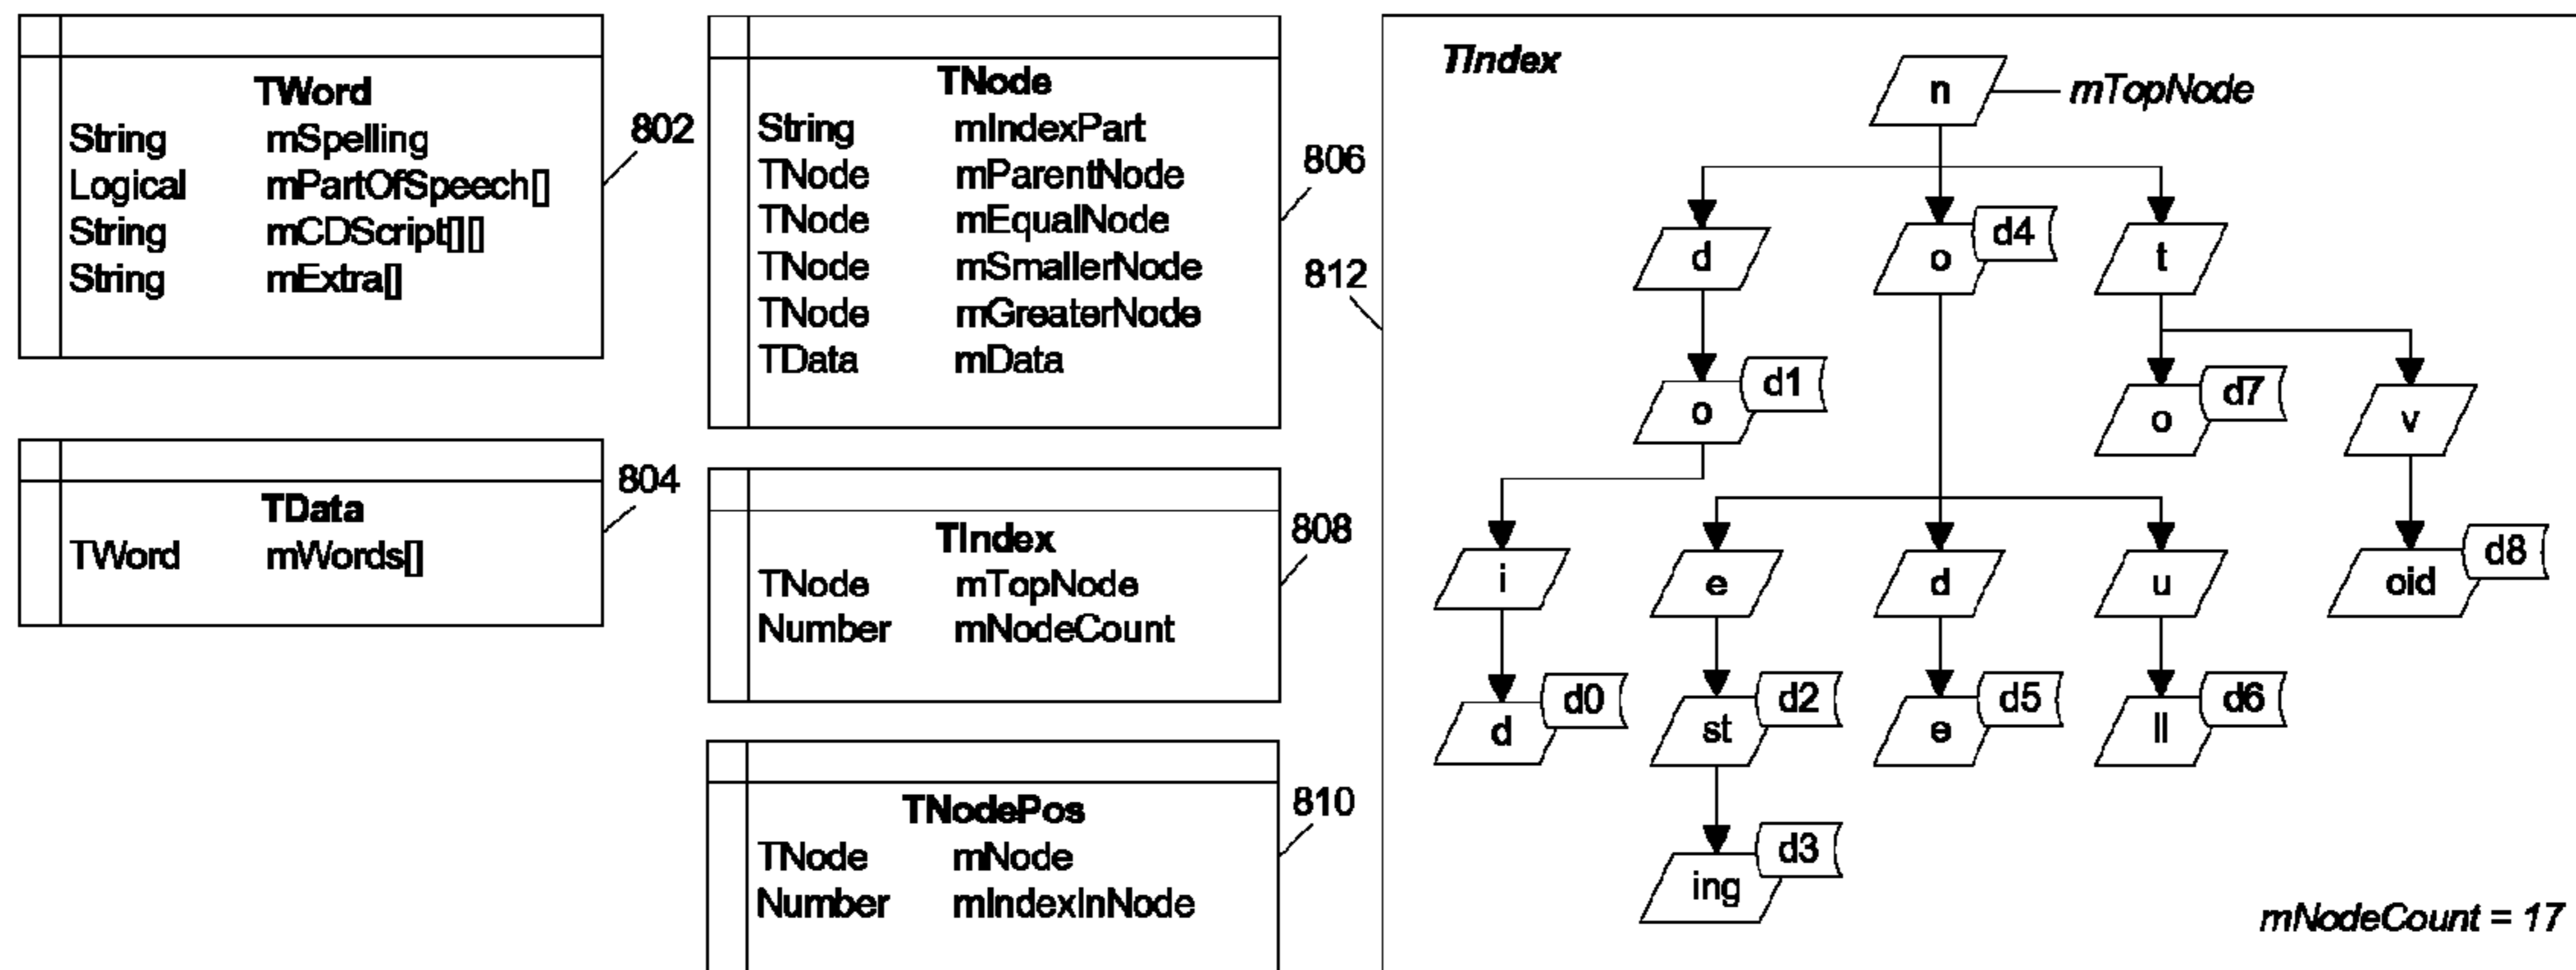 TWord
String mSpelling
Logical mPartOfSpeech[]
String mCDScript[][]
String mExtra[]
802
TData
TWord mWords[]
804
TNode
String mIndexPart
TNode mParentNode
TNode mEqualNode
TNode mSmallerNode
TNode mGreaterNode
TData mData
806
TIndex
TNode mTopNode
Number mNodeCount
808
TNodePos
TNode mNode
Number mIndexInNode
810
812
TIndex
n mTopNode
d o d4 t
o d1 o d7 v
i e d u oid d8
d d0 st d2 e d5 ll d6
ing d3
mNodeCount = 17